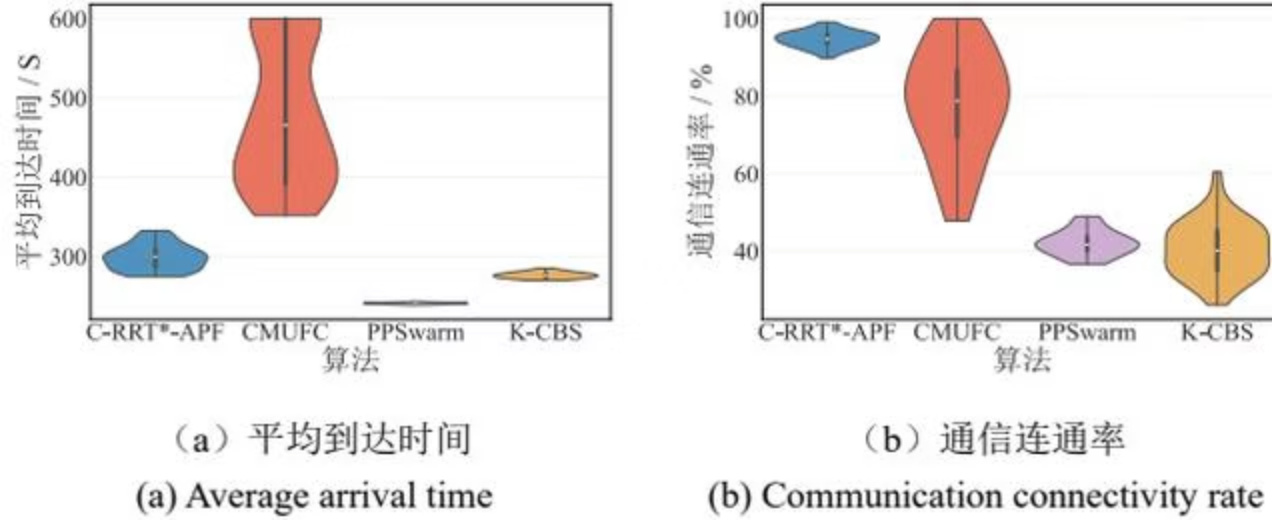 平均到达时间 / S
600
500
400
300
C-RRT*-APF CMUFC PPSwarm K-CBS
算法
通信连通率 / %
100
80
60
40
C-RRT*-APF CMUFC PPSwarm K-CBS
算法
（a）平均到达时间
(a) Average arrival time
（b）通信连通率
(b) Communication connectivity rate